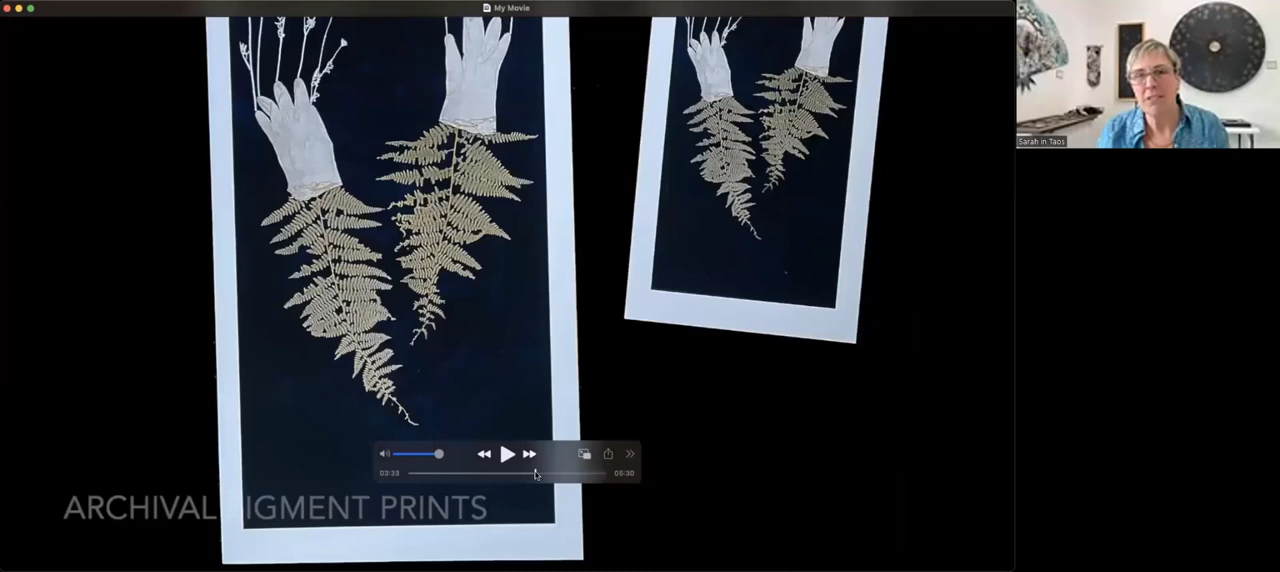 My Movie
Sarah in Taos
03:33
05:30
ARCHIVAL PIGMENT PRINTS